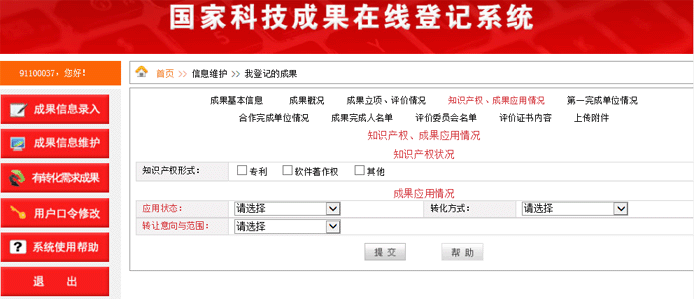 国家科技成果在线登记系统
91100037，您好！
首页 >> 信息维护 >> 我登记的成果
成果信息录入
成果信息维护
有转化需求成果
用户口令修改
系统使用帮助
退 出
成果基本信息 成果概况 成果立项、评价情况 知识产权、成果应用情况 第一完成单位情况
合作完成单位情况 成果完成人名单 评价委员会名单 评价证书内容 上传附件
知识产权、成果应用情况
知识产权状况
知识产权形式： 专利 软件著作权 其他
成果应用情况
应用状态： 请选择 转化方式： 请选择
转让意向与范围： 请选择
提 交 帮 助